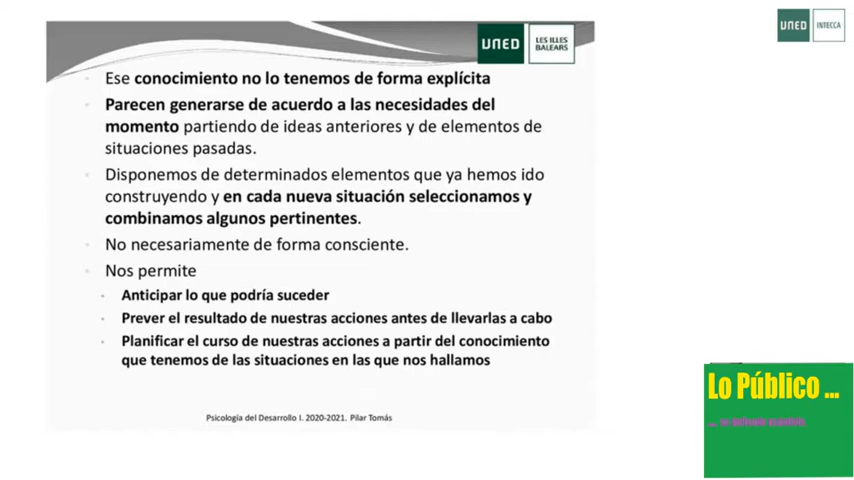 UNED
LES ILLES
BALEARS
UNED
INTECCA
Ese conocimiento no lo tenemos de forma explícita
Parecen generarse de acuerdo a las necesidades del
momento partiendo de ideas anteriores y de elementos de
situaciones pasadas.
Disponemos de determinados elementos que ya hemos ido
construyendo y en cada nueva situación seleccionamos y
combinamos algunos pertinentes.
No necesariamente de forma consciente.
Nos permite
Anticipar lo que podría suceder
Prever el resultado de nuestras acciones antes de llevarlas a cabo
Planificar el curso de nuestras acciones a partir del conocimiento
que tenemos de las situaciones en las que nos hallamos
Psicología del Desarrollo I. 2020-2021. Pilar Tomás
Lo Público ...